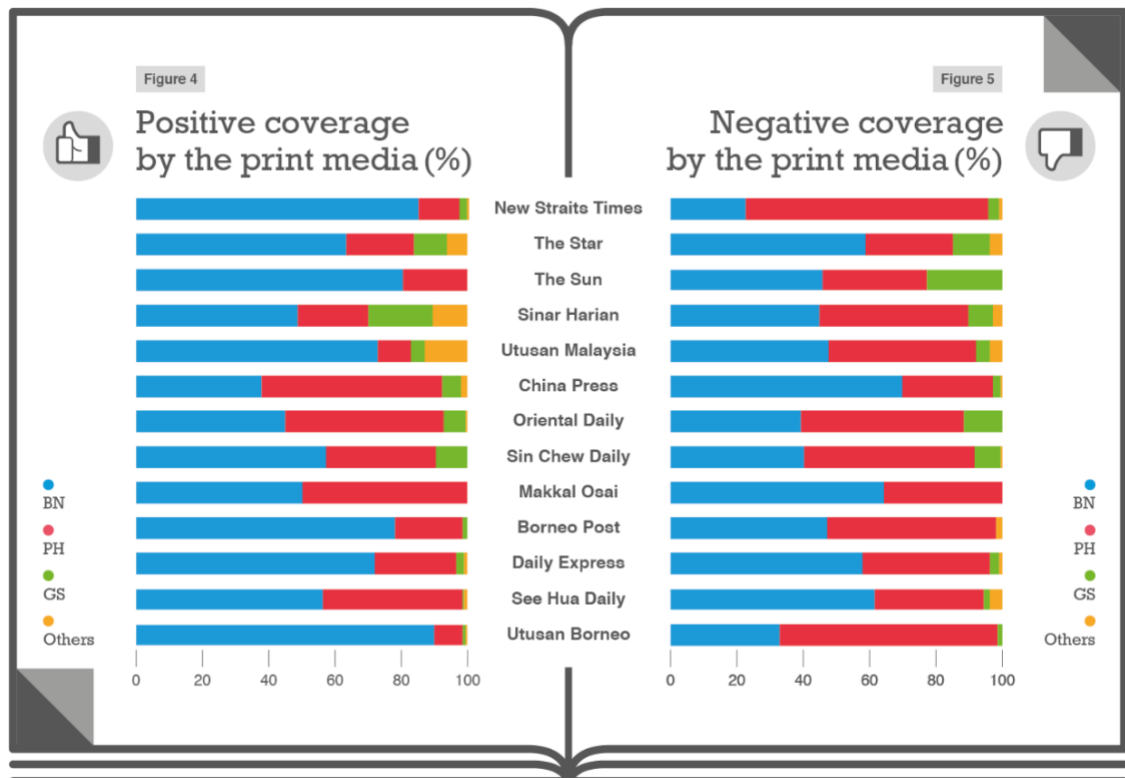 Figure 4
Positive coverage
by the print media (%)
Figure 5
Negative coverage
by the print media (%)
New Straits Times
The Star
The Sun
Sinar Harian
Utusan Malaysia
China Press
Oriental Daily
Sin Chew Daily
Makkal Osai
Borneo Post
Daily Express
See Hua Daily
Utusan Borneo
BN
PH
GS
Others
0 20 40 60 80 100
0 20 40 60 80 100
BN
PH
GS
Others